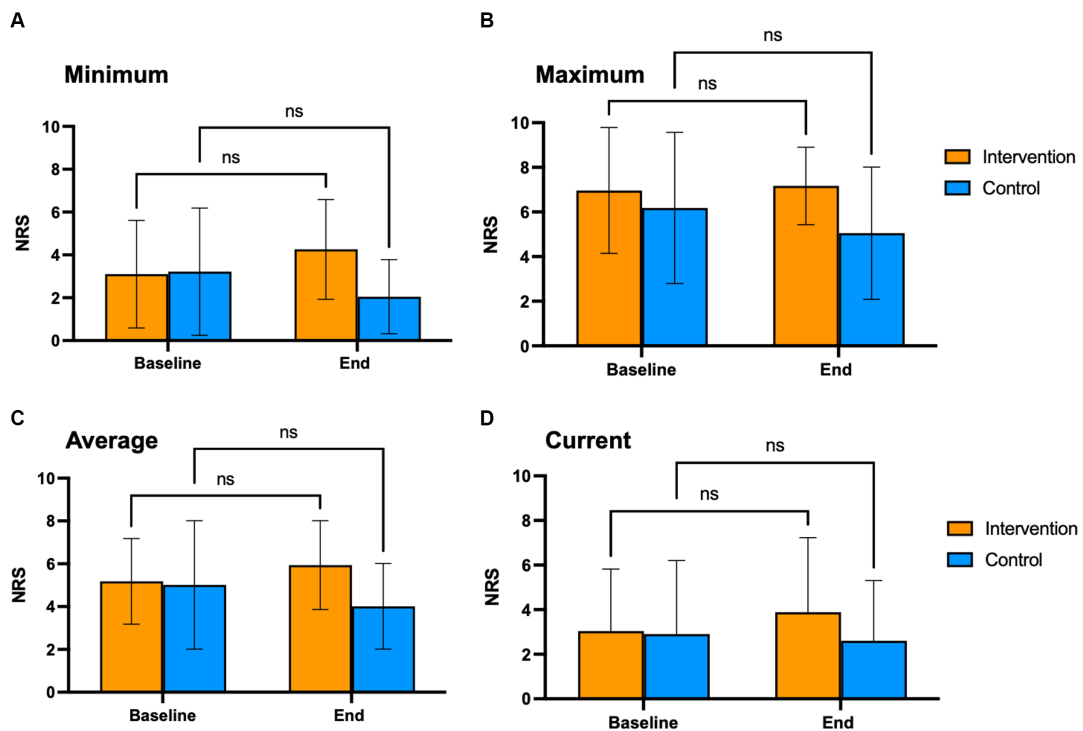 A
Minimum
ns
ns
10
8
6
4
2
0
NRS
Baseline
End
B
Maximum
ns
ns
10
8
6
4
2
0
NRS
Baseline
End
Intervention
Control
C
Average
ns
ns
10
8
6
4
2
0
NRS
Baseline
End
D
Current
ns
ns
10
8
6
4
2
0
NRS
Baseline
End
Intervention
Control